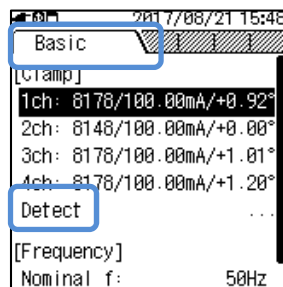 2017/08/21 15:48
Basic
[Clamp]
1ch: 8178/100.00mA/+0.92°
2ch: 8148/100.00mA/+0.00°
3ch: 8178/100.00mA/+1.01°
4ch: 8178/100.00mA/+1.20°
Detect ...
[Frequency]
Nominal f: 50Hz